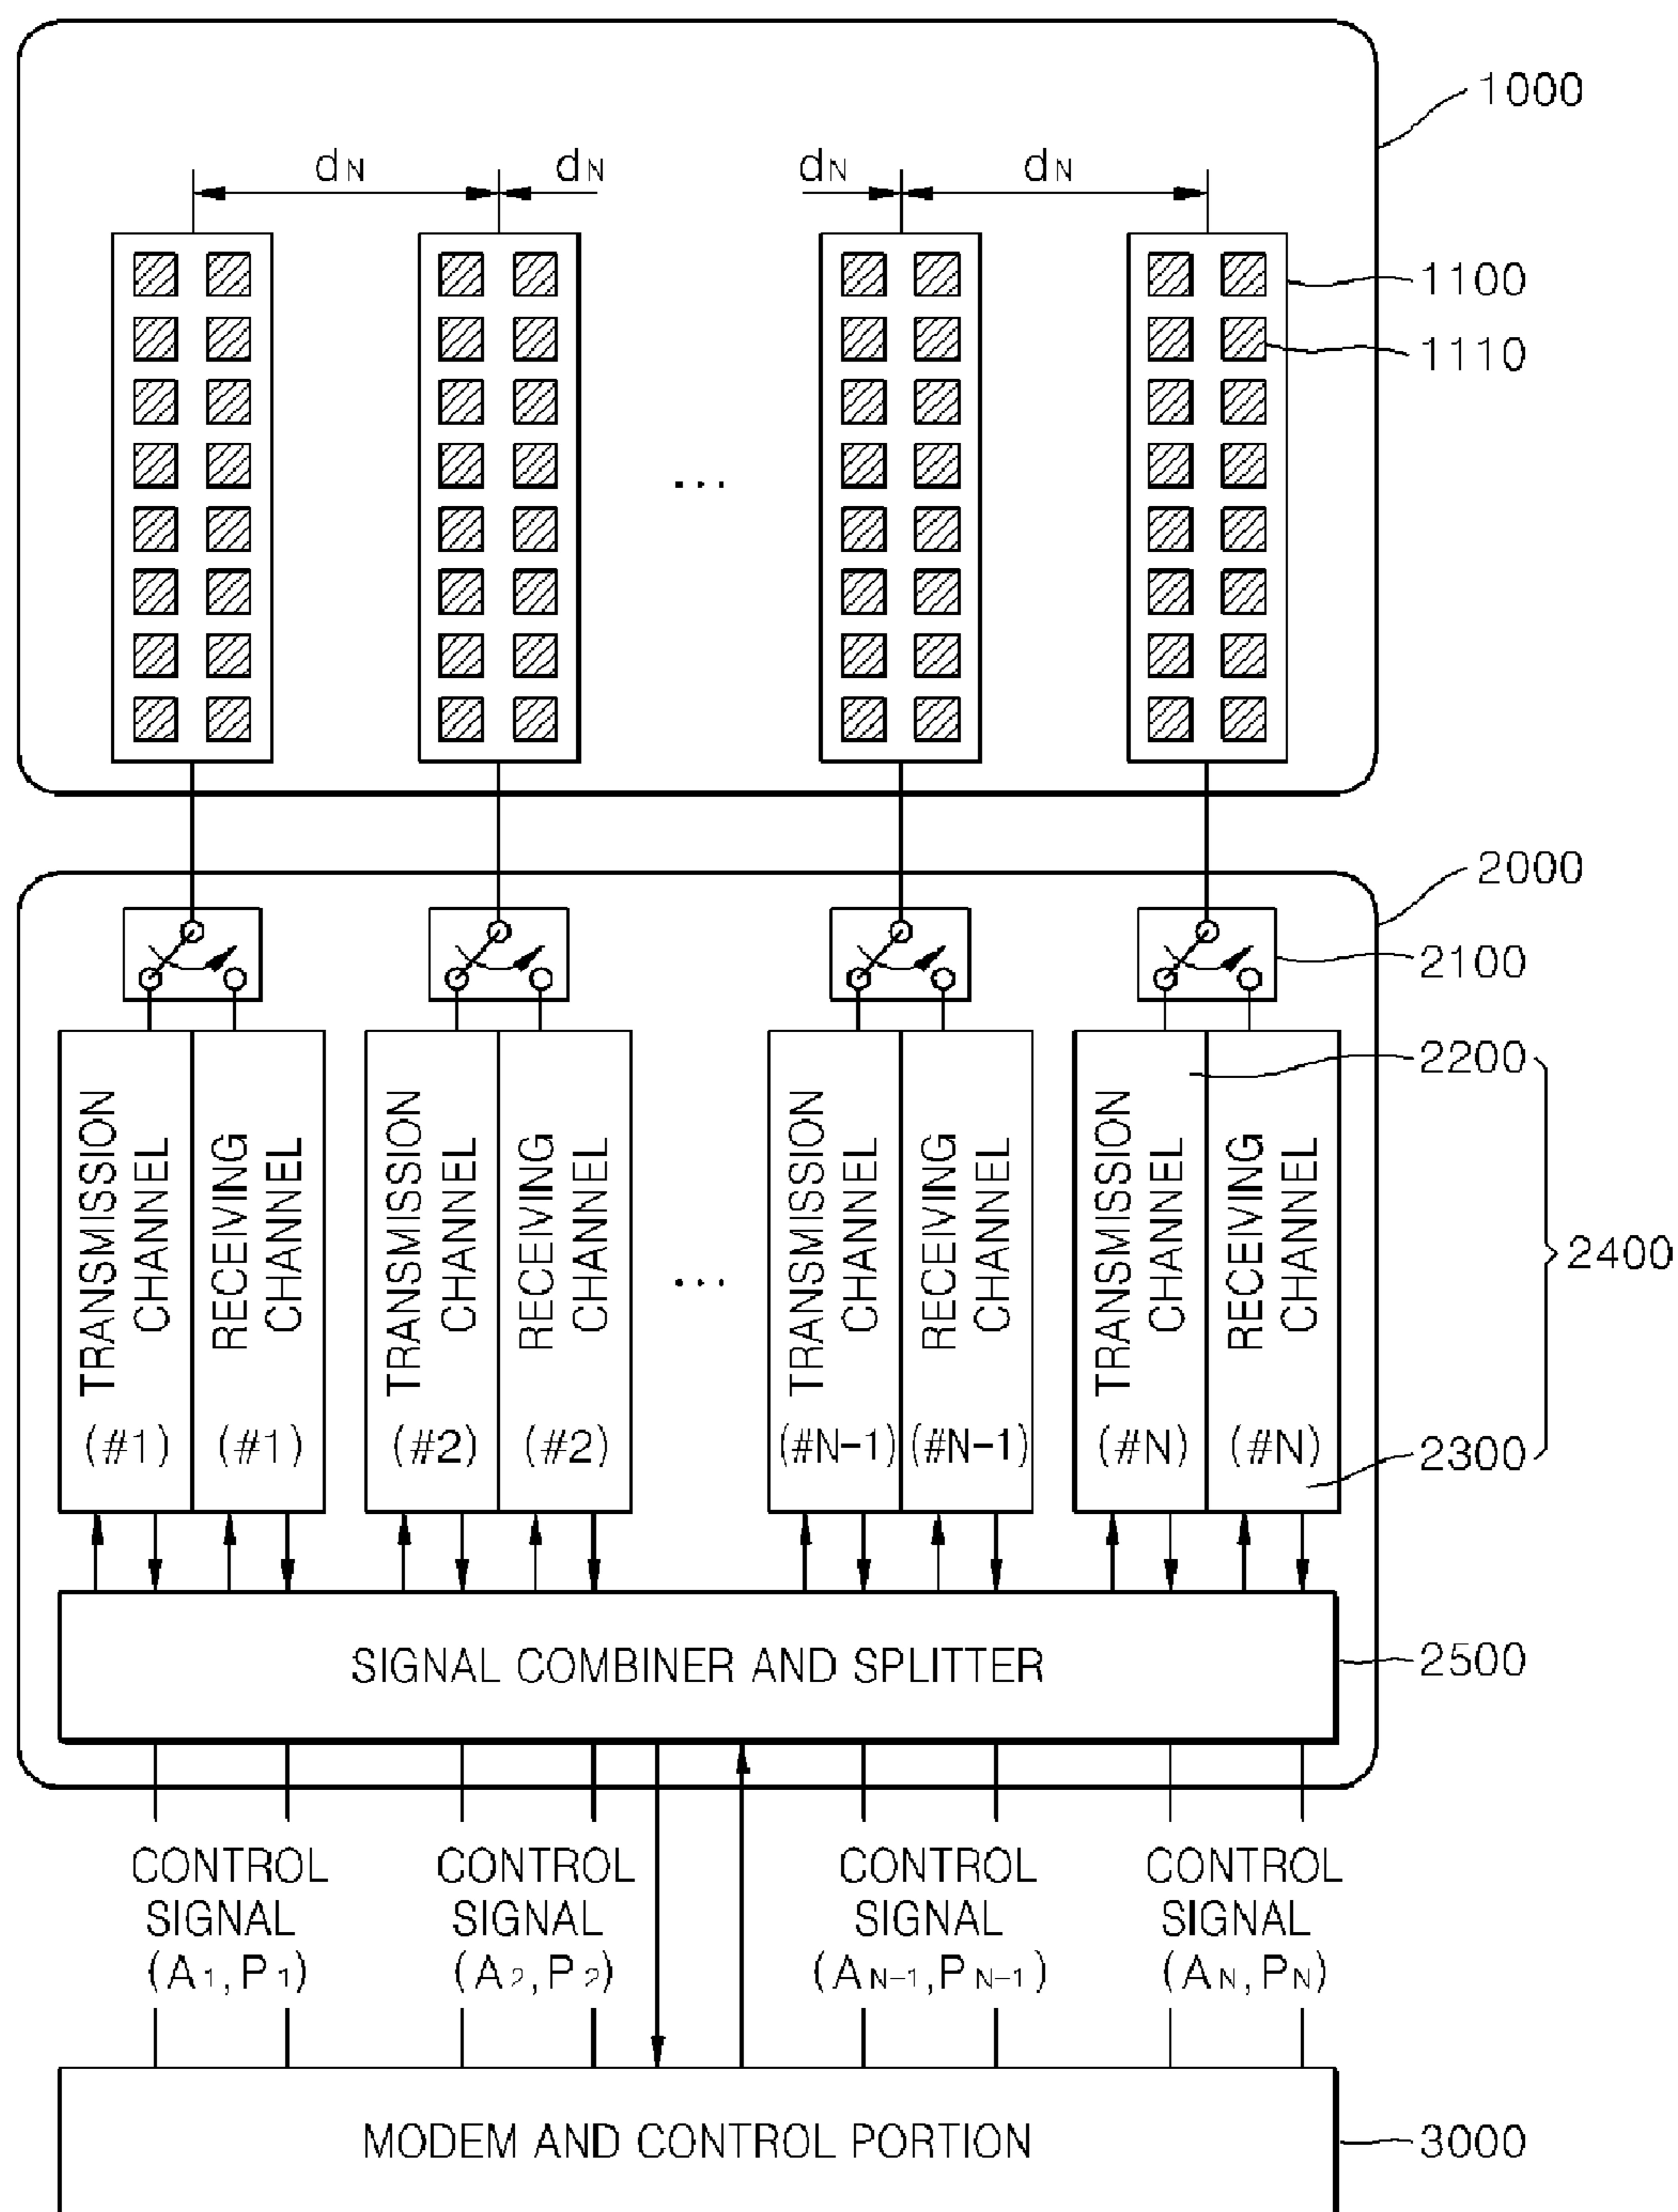 1000
dN dN dN dN
1100
1110
...
2000
2100
2200
TRANSMISSION
CHANNEL
(#1)
RECEIVING
CHANNEL
(#1)
TRANSMISSION
CHANNEL
(#2)
RECEIVING
CHANNEL
(#2)
...
TRANSMISSION
CHANNEL
(#N-1)
RECEIVING
CHANNEL
(#N-1)
TRANSMISSION
CHANNEL
(#N)
RECEIVING
CHANNEL
(#N)
2400
2300
SIGNAL COMBINER AND SPLITTER
2500
CONTROL
SIGNAL
(A1,P1)
CONTROL
SIGNAL
(A2,P2)
CONTROL
SIGNAL
(AN-1,PN-1)
CONTROL
SIGNAL
(AN,PN)
MODEM AND CONTROL PORTION
3000